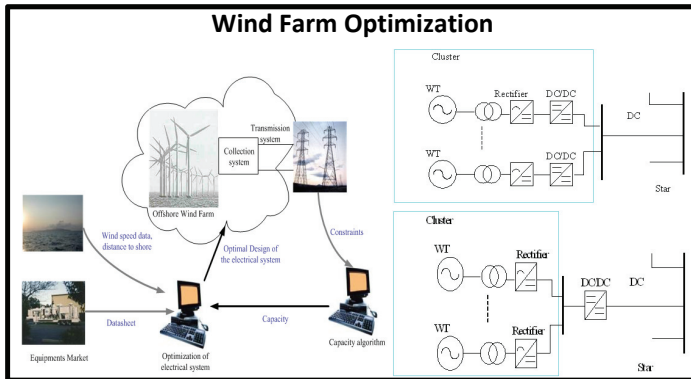 Wind Farm Optimization
Transmission
system
Collection
system
Offshore Wind Farm
Wind speed data,
distance to shore
Optimal Design of
the electrical system
Constraints
Datasheet
Capacity
Equipments Market
Optimization of
electrical system
Capacity algorithm
Cluster
WT
Rectifier
DC/DC
DC
WT
DC/DC
Star
Cluster
WT
Rectifier
DC/DC
DC
WT
Rectifier
Star